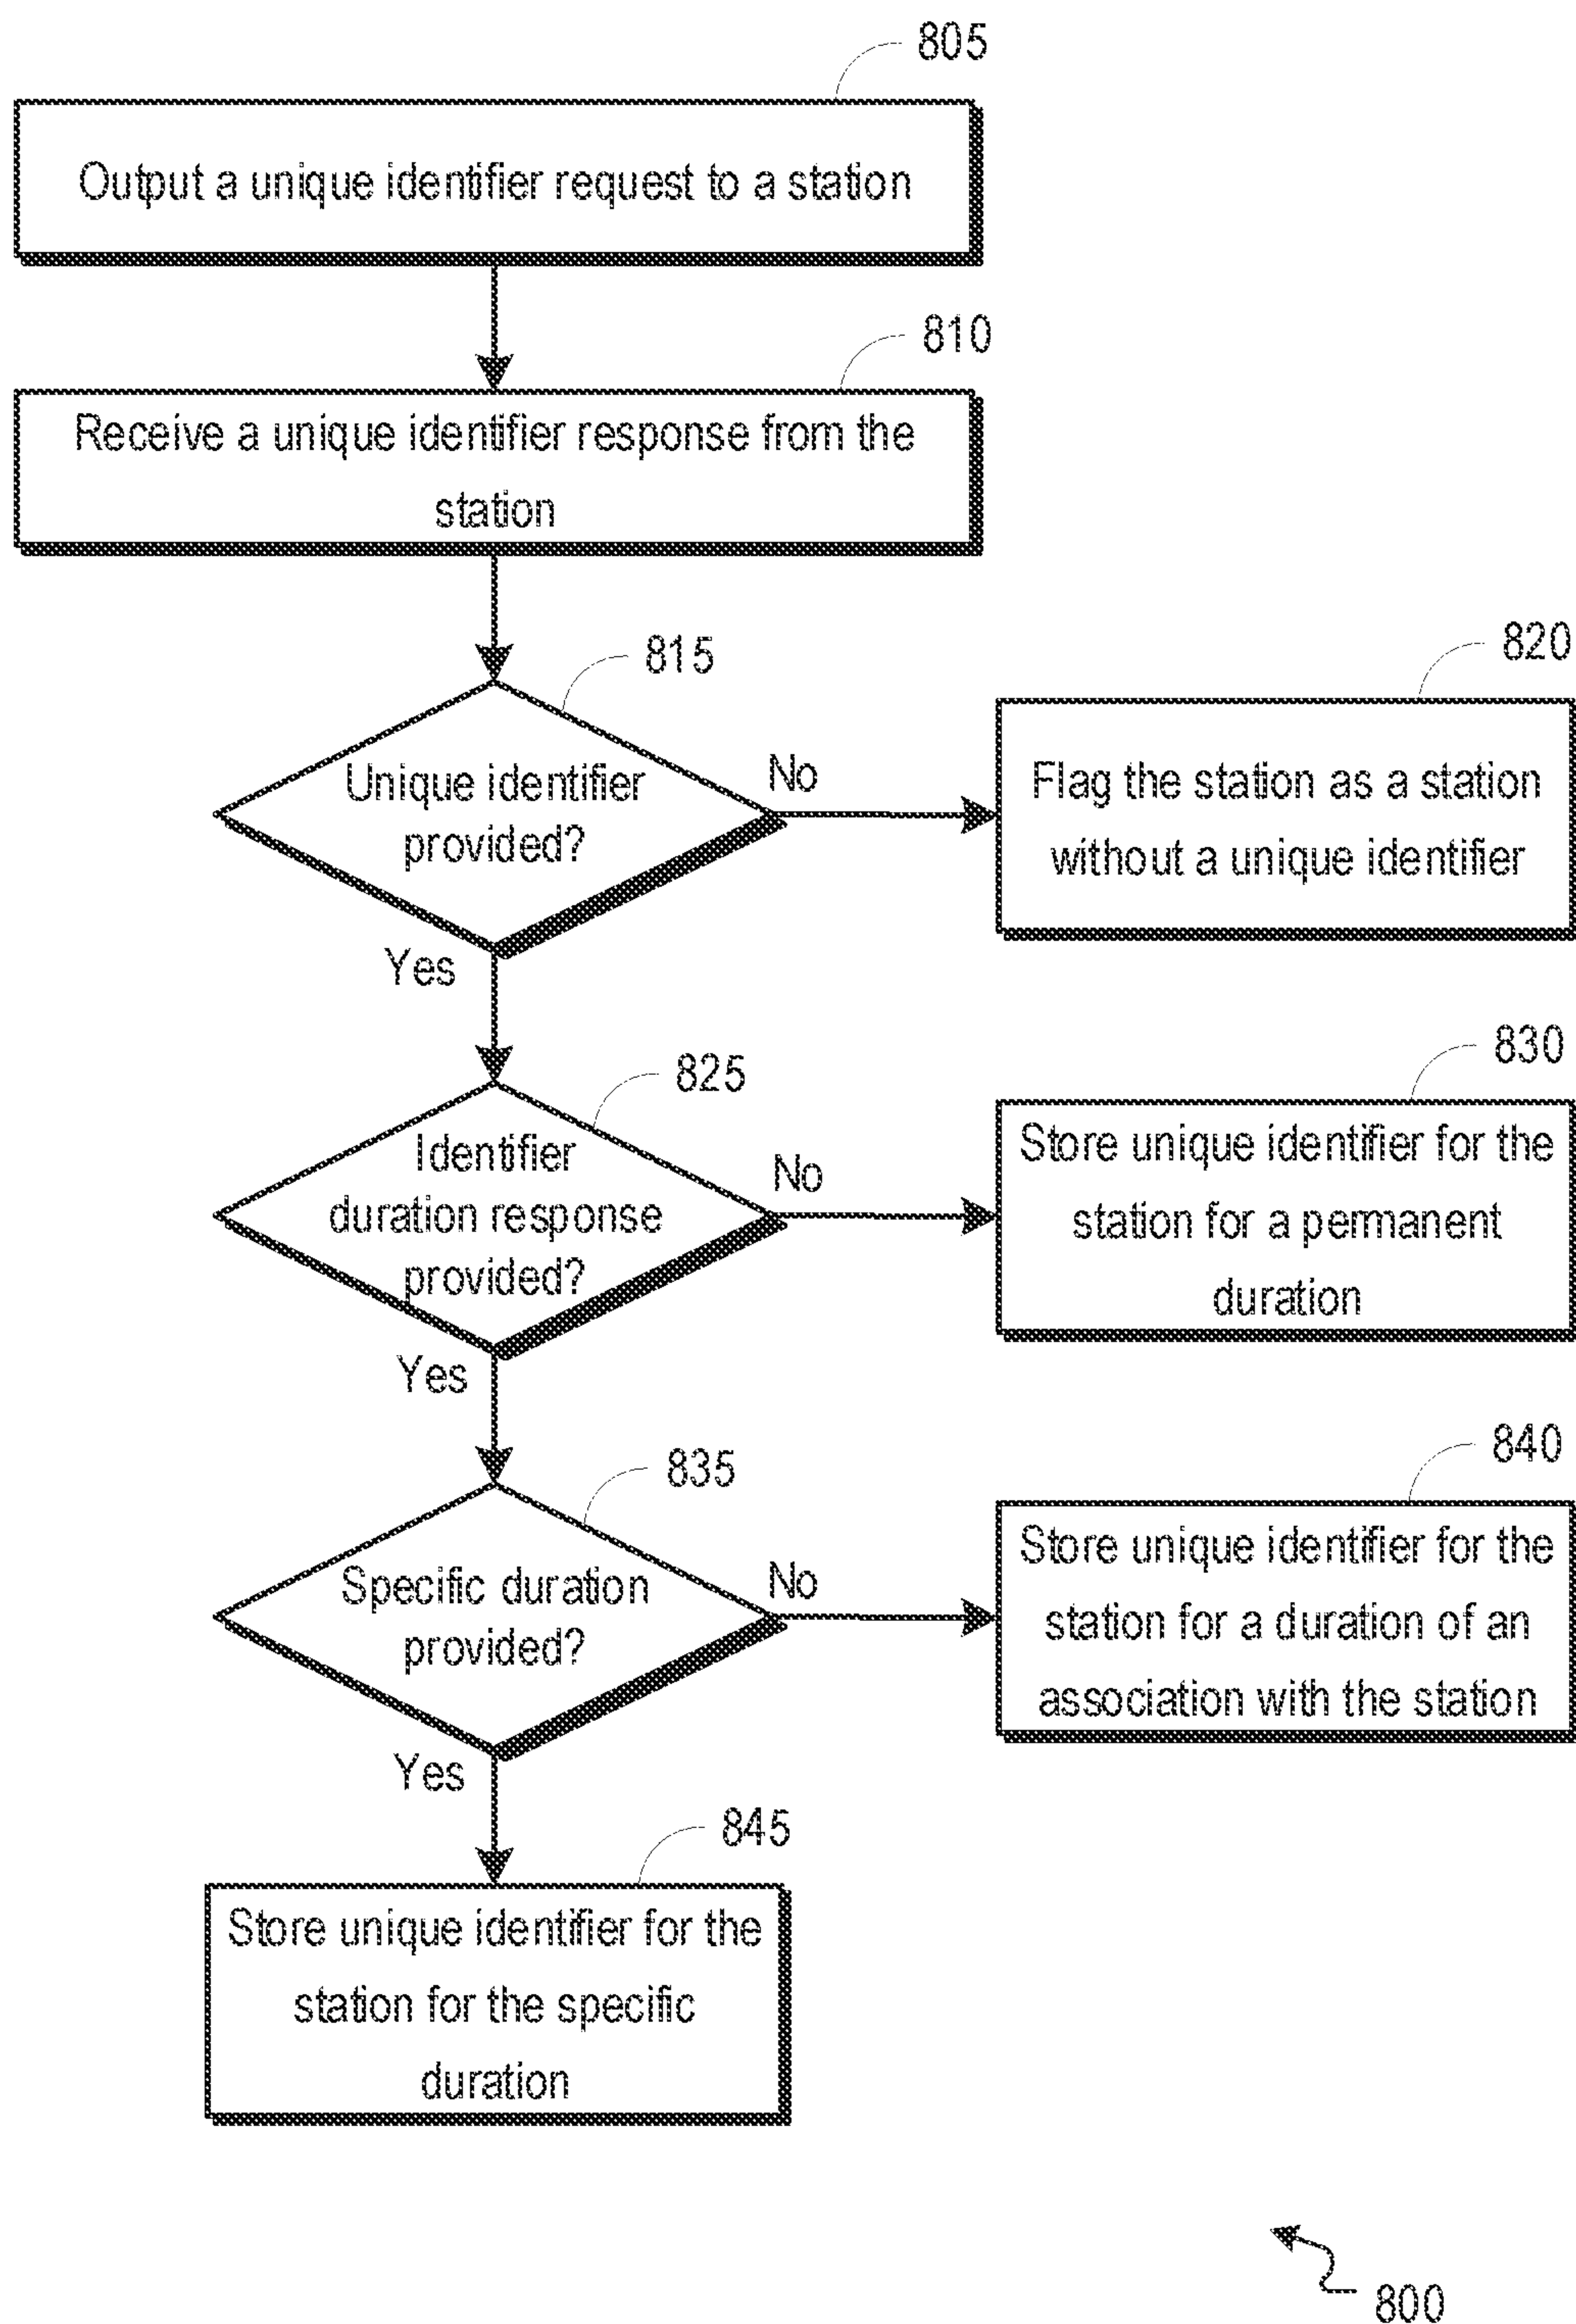 805
Output a unique identifier request to a station
810
Receive a unique identifier response from the
station
815
Unique identifier
provided?
No
Yes
820
Flag the station as a station
without a unique identifier
825
Identifier
duration response
provided?
No
Yes
830
Store unique identifier for the
station for a permanent
duration
835
Specific duration
provided?
No
Yes
840
Store unique identifier for the
station for a duration of an
association with the station
845
Store unique identifier for the
station for the specific
duration
800